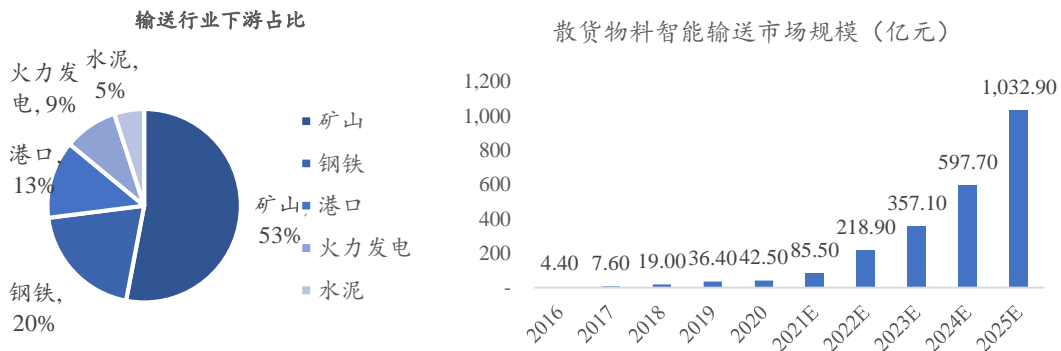 输送行业下游占比
水泥,
5%
火力发
电, 9%
港口,
13%
钢铁,
20%
矿山,
53%
矿山
钢铁
港口
火力发电
水泥
散货物料智能输送市场规模（亿元）
1,200
1,000
800
600
400
200
-
4.40
7.60
19.00
36.40
42.50
85.50
218.90
357.10
597.70
1,032.90
2016
2017
2018
2019
2020
2021E
2022E
2023E
2024E
2025E